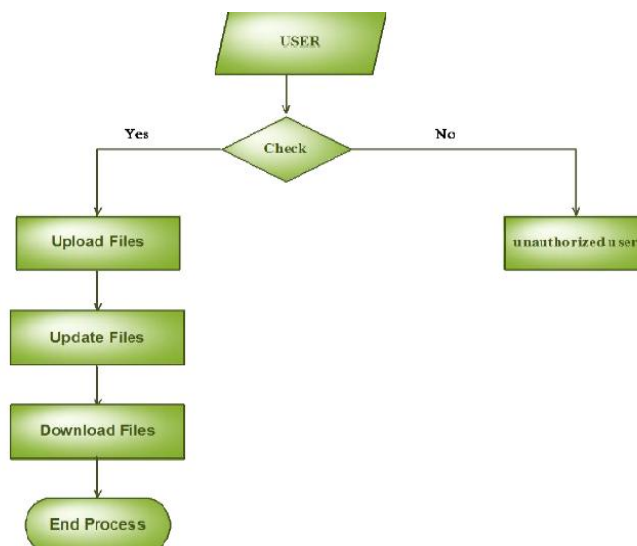 USER
Yes
No
Check
Upload Files
unauthorized user
Update Files
Download Files
End Process